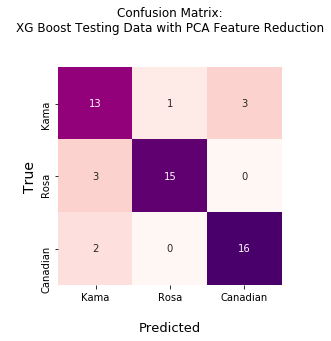 Confusion Matrix:
XG Boost Testing Data with PCA Feature Reduction
True
Kama
13
1
3
Rosa
3
15
0
Canadian
2
0
16
Kama
Rosa
Canadian
Predicted